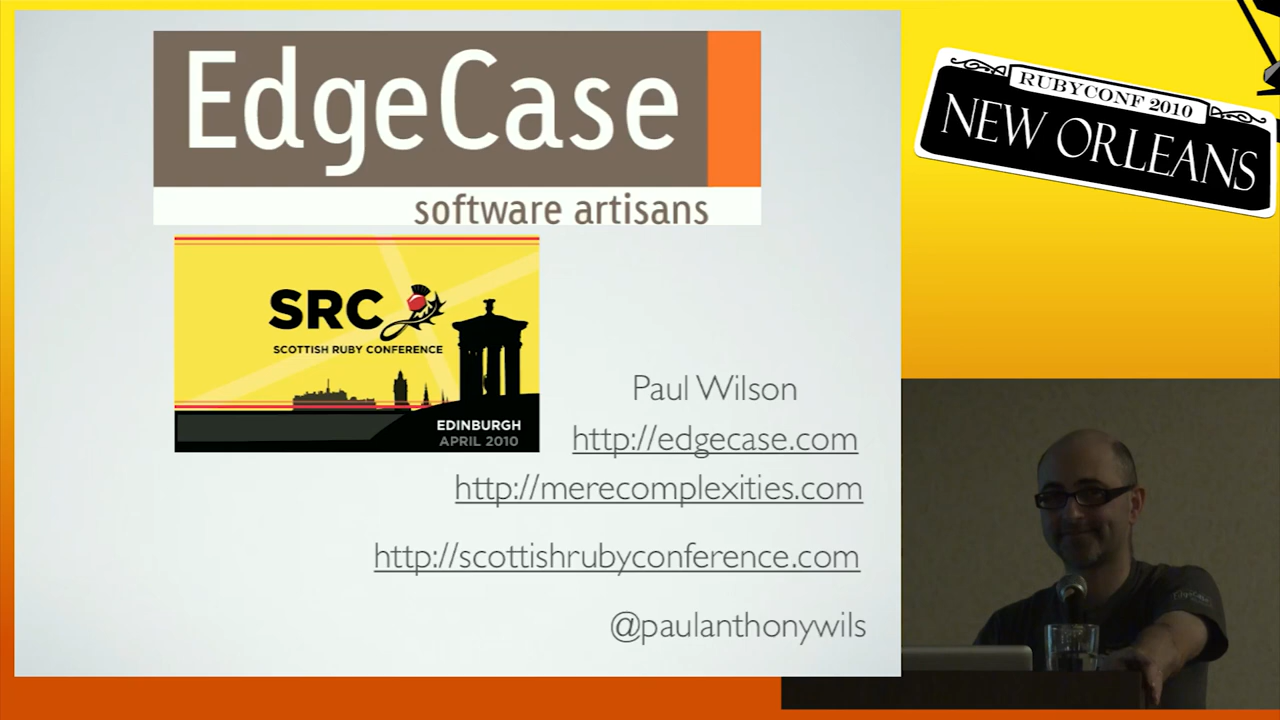 EdgeCase
software artisans
SRC
SCOTTISH RUBY CONFERENCE
EDINBURGH
APRIL 2010
Paul Wilson
http://edgecase.com
http://merecomplexities.com
http://scottishrubyconference.com
@paulanthonywils
RUBYCONF 2010
NEW ORLEANS